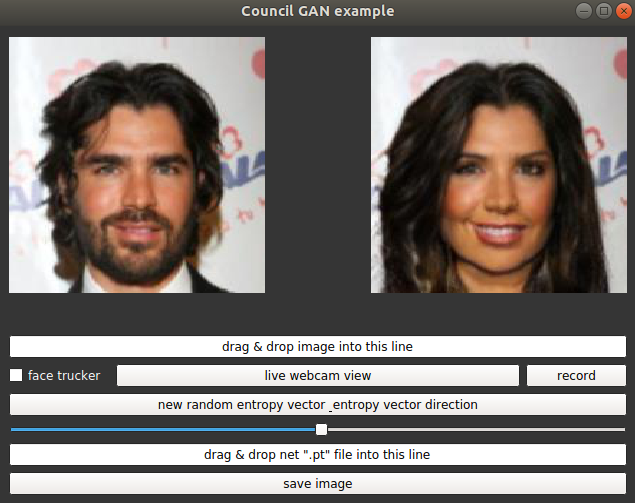 Council GAN example
drag & drop image into this line
face trucker
live webcam view
record
new random entropy vector _entropy vector direction
drag & drop net ".pt" file into this line
save image